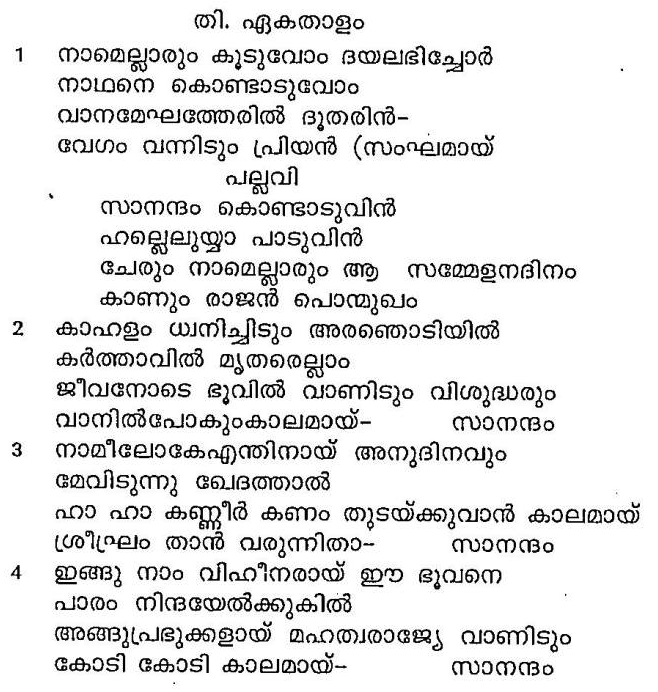 തി. ഏകതാളം
1 നാമെല്ലാരും കൂടുവോം ദയലഭിച്ചോർ
നാഥനെ കൊണ്ടാടുവോം
വാനമേഘത്തേരിൽ ദൂതരിൻ-
വേഗം വന്നിടും പ്രിയൻ (സംഘമായ്
പല്ലവി
സാനന്ദം കൊണ്ടാടുവിൻ
ഹല്ലെലുയ്യാ പാടുവിൻ
ചേരും നാമെല്ലാരും ആ സമ്മേളനദിനം
കാണും രാജൻ പൊന്മുഖം
2 കാഹളം ധ്വനിച്ചിടും അരഞൊടിയിൽ
കർത്താവിൽ മൃതരെല്ലാം
ജീവനോടെ ഭൂവിൽ വാണിടും വിശുദ്ധരും
വാനിൽപോകുംകാലമായ്- സാനന്ദം
3 നാമീലോകേഎന്തിനായ് അനുദിനവും
മേവിടുന്നു ഖേദത്താൽ
ഹാ ഹാ കണ്ണീർ കണം തുടയ്ക്കുവാൻ കാലമായ്
ശ്രീഘ്രം താൻ വരുന്നിതാ- സാനന്ദം
4 ഇങ്ങു നാം വിഹീനരായ് ഈ ഭൂവനെ
പാരം നിന്ദയേൽക്കുകിൽ
അങ്ങുപ്രഭുക്കളായ് മഹത്വരാജ്യേ വാണിടും
കോടി കോടി കാലമായ്- സാനന്ദം